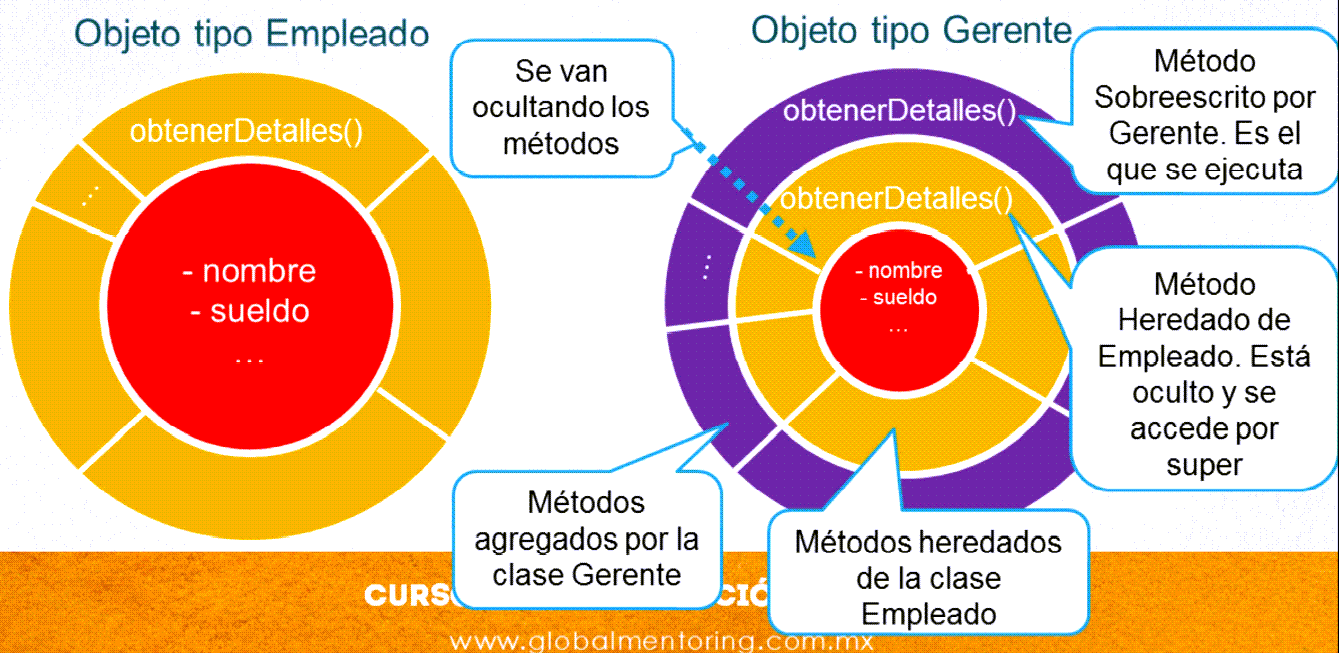 Objeto tipo Empleado
obtenerDetalles()
...
- nombre
- sueldo
...
Se van
ocultando los
métodos
Objeto tipo Gerente
obtenerDetalles()
obtenerDetalles()
...
- nombre
- sueldo
...
Método
Sobreescrito por
Gerente. Es el
que se ejecuta
Método
Heredado de
Empleado. Está
oculto y se
accede por
super
Métodos
agregados por la
clase Gerente
Métodos heredados
de la clase
Empleado
www.globalmentoring.com.mx